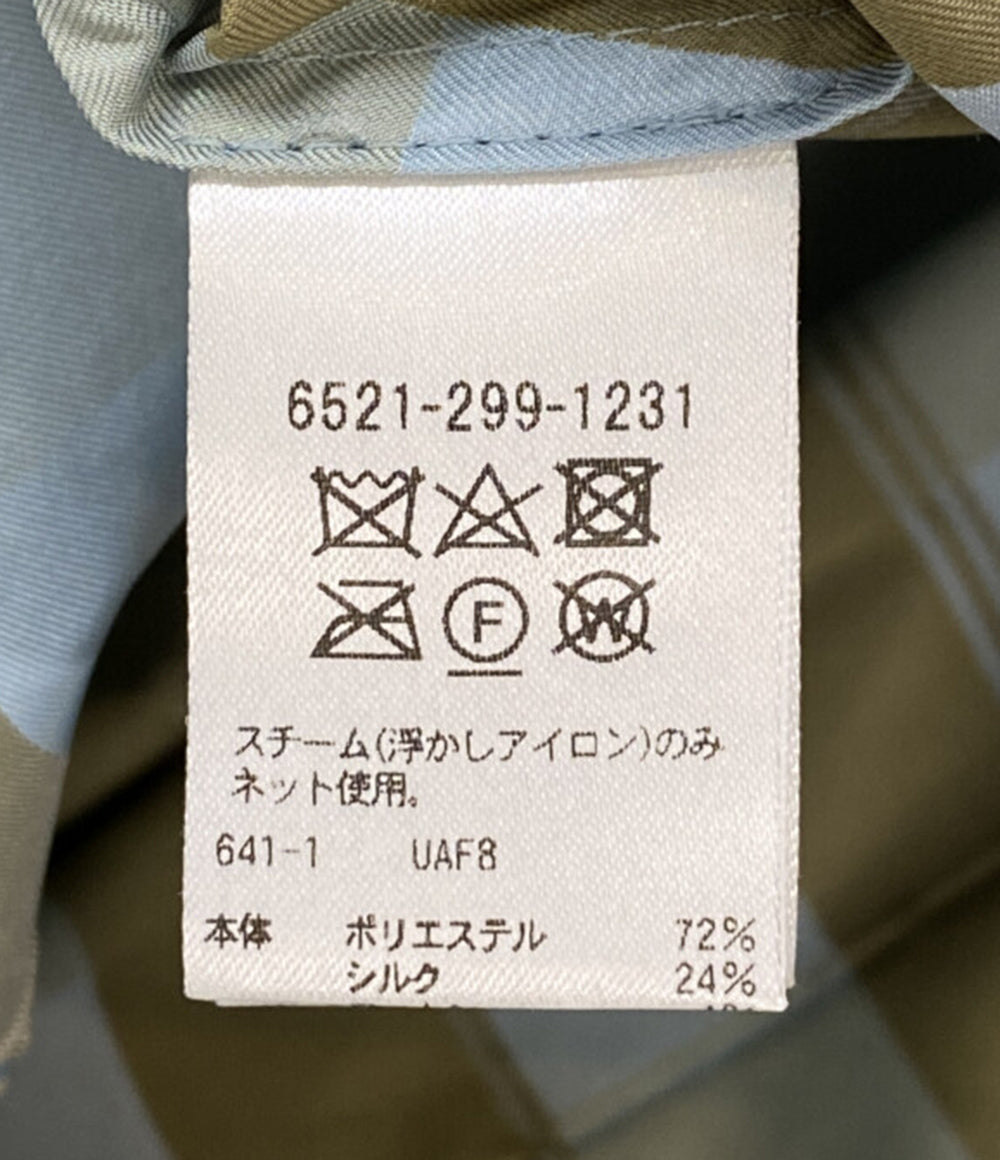 6521-299-1231
F W
スチーム(浮かしアイロン)のみ
ネット使用。
641-1 UAF8
本体 ポリエステル 72%
シルク 24%